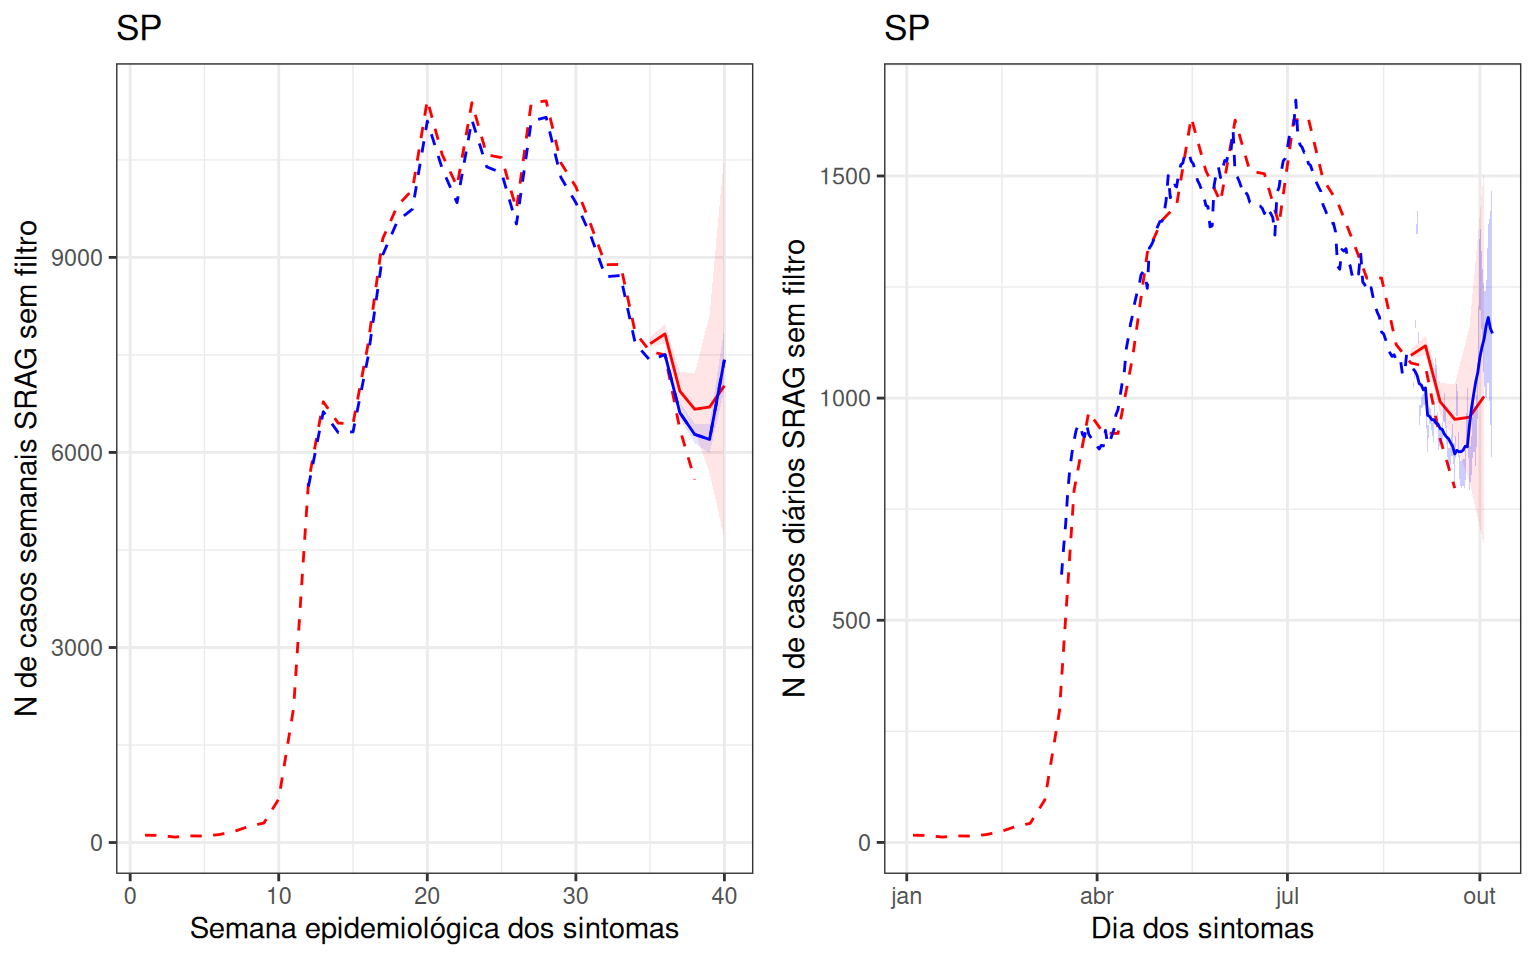 SP
N de casos semanais SRAG sem filtro
9000
6000
3000
0
0 10 20 30 40
Semana epidemiológica dos sintomas
SP
N de casos diários SRAG sem filtro
1500
1000
500
0
jan abr jul out
Dia dos sintomas